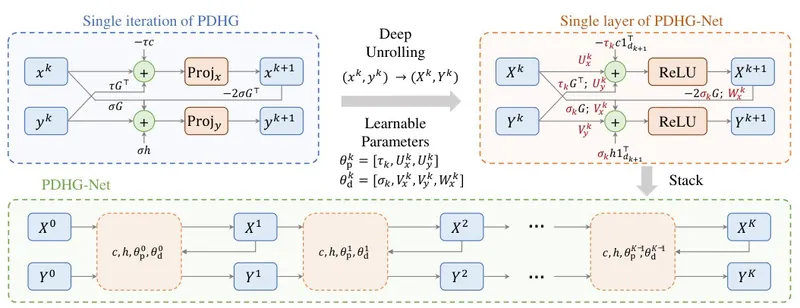 Single iteration of PDHG
−τc
x^k
+
Proj_x
x^{k+1}
τG^⊤
−2σG^⊤
σG
y^k
+
Proj_y
y^{k+1}
σh
Deep
Unrolling
(x^k, y^k) → (X^k, Y^k)
Learnable
Parameters
θ_p^k = [τ_k, U_x^k, U_y^k]
θ_d^k = [σ_k, V_x^k, V_y^k, W_x^k]
Single layer of PDHG-Net
−τ_k c1_{d_{k+1}}^⊤
U_x^k
X^k
+
ReLU
X^{k+1}
τ_k G^⊤; U_y^k
−2σ_k G; W_x^k
σ_k G; V_x^k
Y^k
+
ReLU
Y^{k+1}
V_y^k
σ_k h1_{d_{k+1}}^⊤
Stack
PDHG-Net
X^0
X^1
X^2
...
X^K
c, h, θ_p^0, θ_d^0
c, h, θ_p^1, θ_d^1
c, h, θ_p^{K−1}, θ_d^{K−1}
Y^0
Y^1
Y^2
...
Y^K